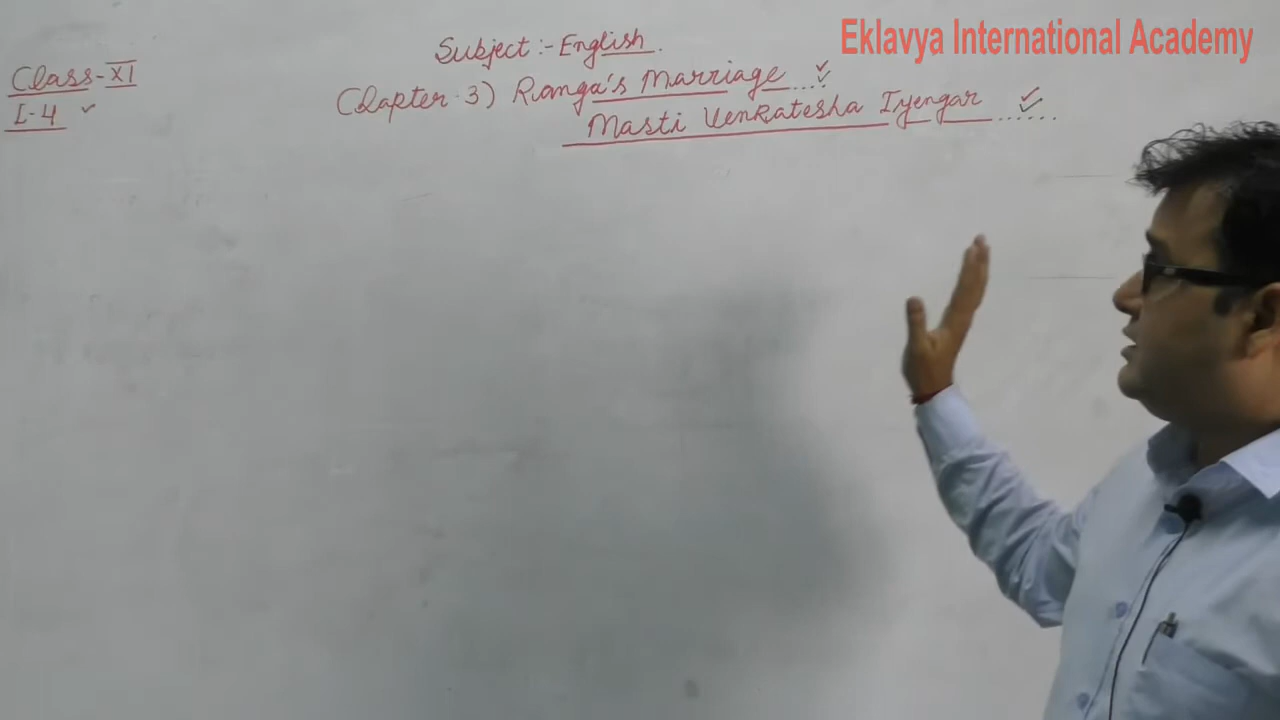 Eklavya International Academy
Subject :- English.
Class-XI
L-4
Chapter-3) Ranga's Marriage
Masti Venkatesha Iyengar